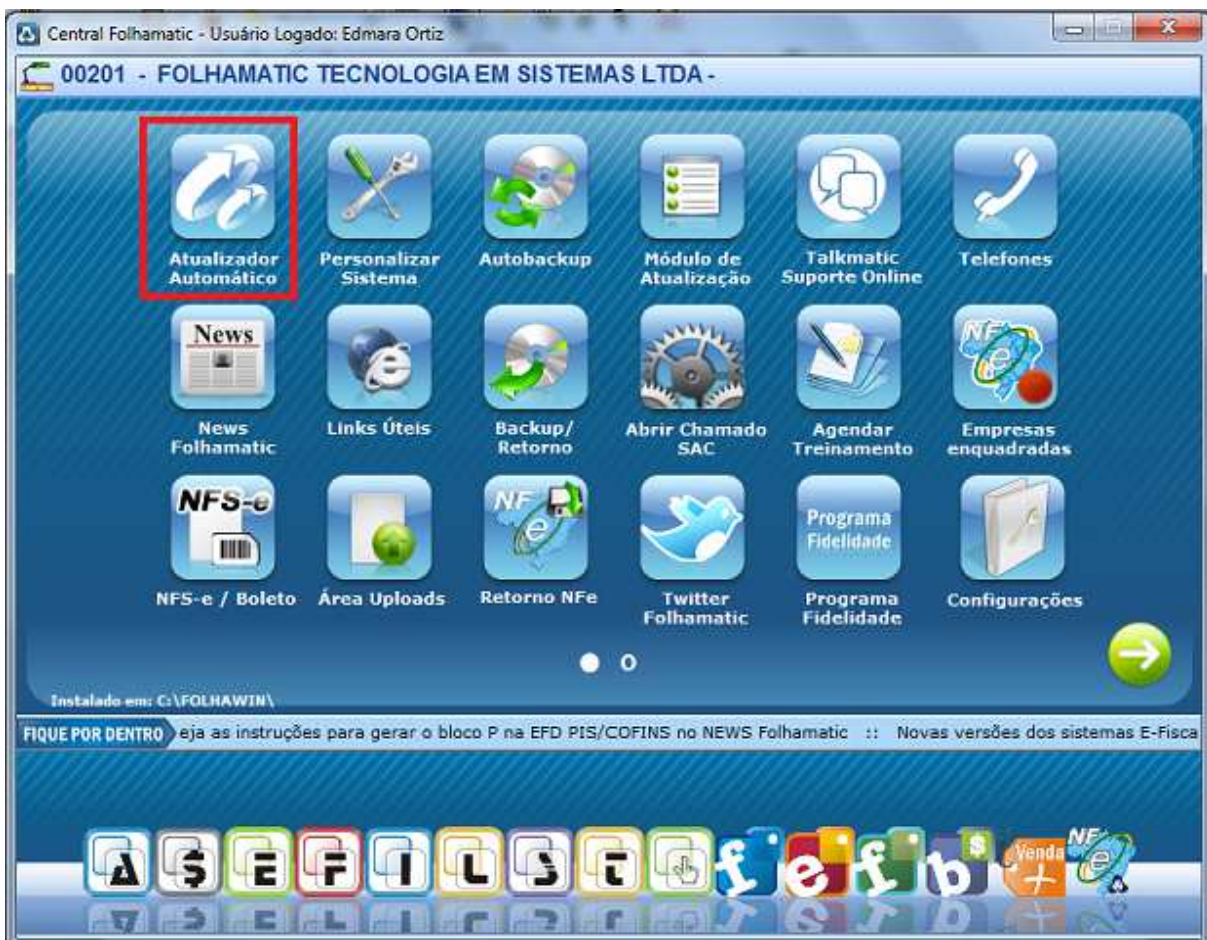 Central Folhamatic - Usuário Logado: Edmara Ortiz
00201 - FOLHAMATIC TECNOLOGIA EM SISTEMAS LTDA -
Atualizador Automático
Personalizar Sistema
Autobackup
Módulo de Atualização
Talkmatic Suporte Online
Telefones
News
News Folhamatic
Links Úteis
Backup/ Retorno
Abrir Chamado SAC
Agendar Treinamento
NF e
Empresas enquadradas
NFS-e
NFS-e / Boleto
Área Uploads
NF e
Retorno NFe
Twitter Folhamatic
Programa Fidelidade
Programa Fidelidade
Configurações
Instalado em: C:\FOLHAWIN\
FIQUE POR DENTRO eja as instruções para gerar o bloco P na EFD PIS/COFINS no NEWS Folhamatic :: Novas versões dos sistemas E-Fisca
A $ E F I L S T f e f b $ Venda + NF e